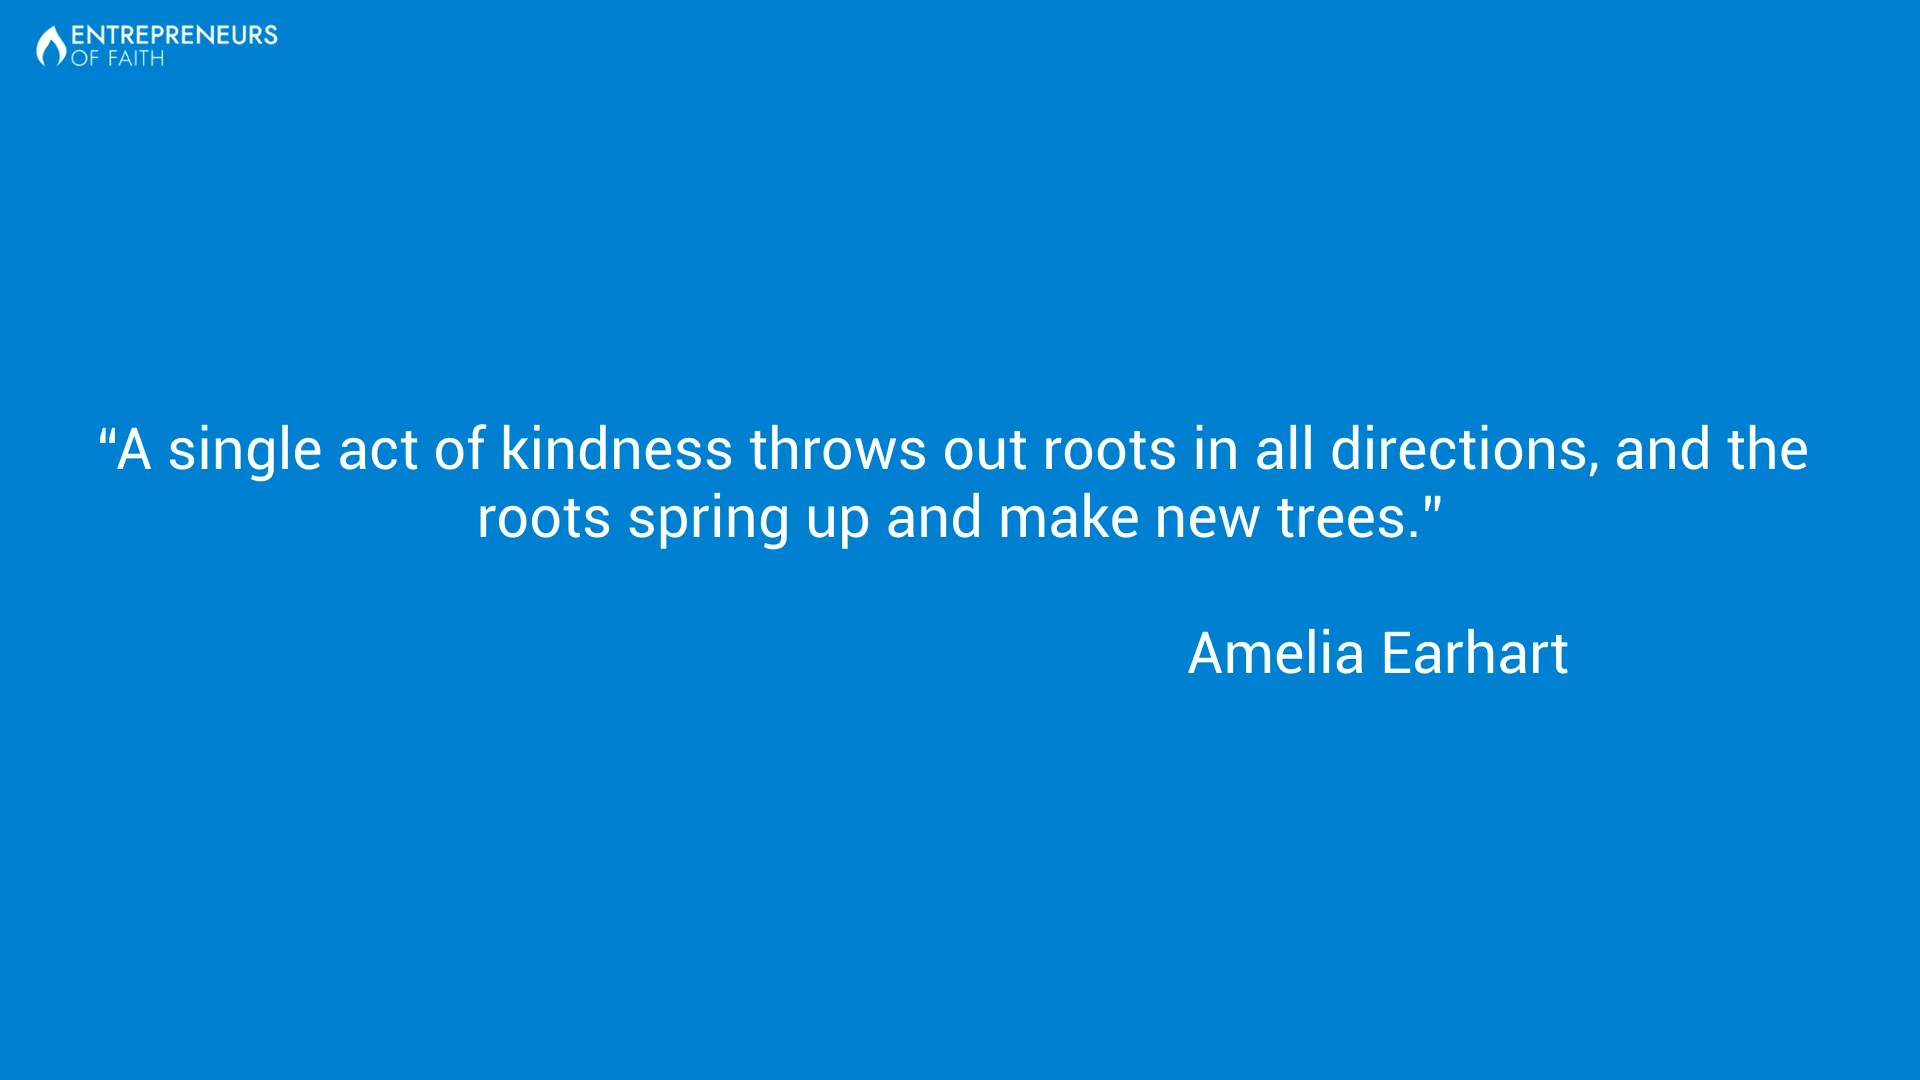 ENTREPRENEURS
OF FAITH
“A single act of kindness throws out roots in all directions, and the
roots spring up and make new trees.”
Amelia Earhart